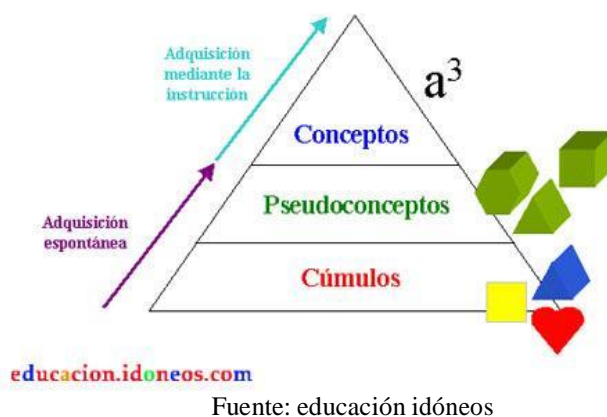 Adquisición
mediante la
instrucción
a³
Conceptos
Pseudoconceptos
Adquisición
espontánea
Cúmulos
educacion.idoneos.com
Fuente: educación idóneos